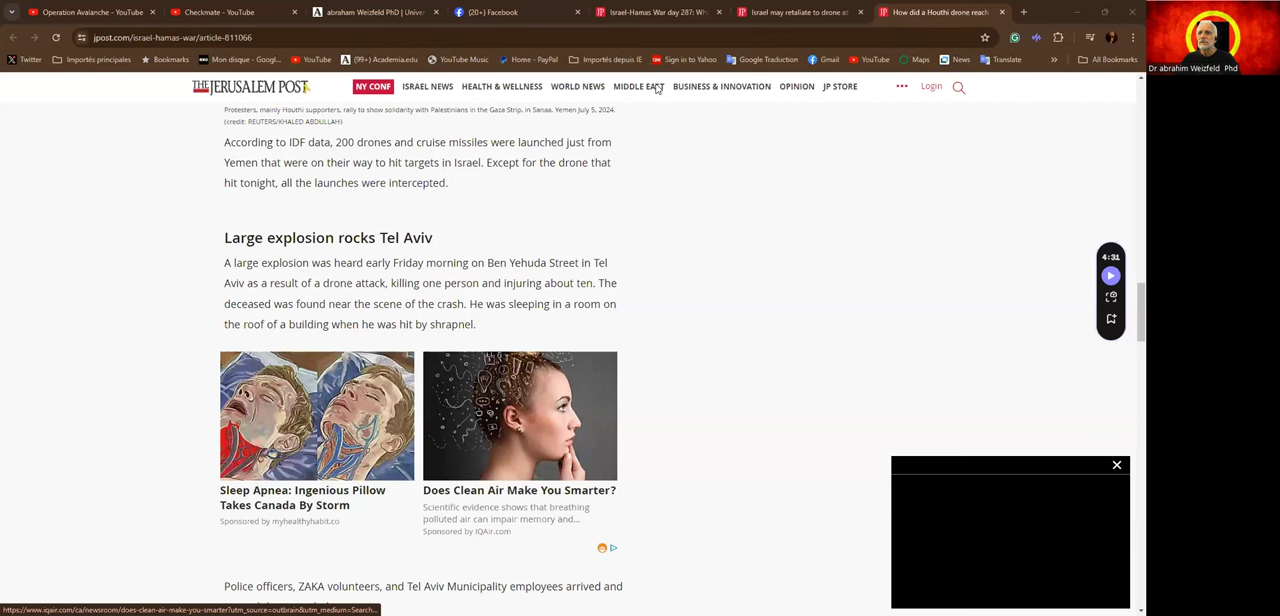 Operation Avalanche - YouTube
Checkmate - YouTube
abraham Weizfeld PhD | Univer
(20+) Facebook
Israel-Hamas War day 287: Wh
Israel may retaliate to drone at
How did a Houthi drone reach
jpost.com/israel-hamas-war/article-811066
Twitter Importés principales Bookmarks Mon disque - Googl... YouTube (99+) Academia.edu YouTube Music Home - PayPal Importés depuis IE Sign in to Yahoo Google Traduction Gmail YouTube Maps News Translate » All Bookmarks
Dr abrahim Weizfeld Phd
THE JERUSALEM POST
NY CONF ISRAEL NEWS HEALTH & WELLNESS WORLD NEWS MIDDLE EAST BUSINESS & INNOVATION OPINION JP STORE ••• Login
Protesters, mainly Houthi supporters, rally to show solidarity with Palestinians in the Gaza Strip, in Sanaa, Yemen July 5, 2024.
(credit: REUTERS/KHALED ABDULLAH)
According to IDF data, 200 drones and cruise missiles were launched just from
Yemen that were on their way to hit targets in Israel. Except for the drone that
hit tonight, all the launches were intercepted.
Large explosion rocks Tel Aviv
A large explosion was heard early Friday morning on Ben Yehuda Street in Tel
Aviv as a result of a drone attack, killing one person and injuring about ten. The
deceased was found near the scene of the crash. He was sleeping in a room on
the roof of a building when he was hit by shrapnel.
4:31
Sleep Apnea: Ingenious Pillow
Takes Canada By Storm
Sponsored by myhealthyhabit.co
Does Clean Air Make You Smarter?
Scientific evidence shows that breathing
polluted air can impair memory and...
Sponsored by IQAir.com
Police officers, ZAKA volunteers, and Tel Aviv Municipality employees arrived and
https://www.iqair.com/ca/newsroom/does-clean-air-make-you-smarter?utm_source=outbrain&utm_medium=Search...